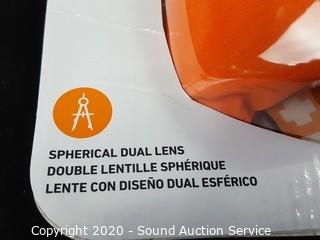 SPHERICAL DUAL LENS
DOUBLE LENTILLE SPHÉRIQUE
LENTE CON DISEÑO DUAL ESFÉRICO
Copyright 2020 - Sound Auction Service